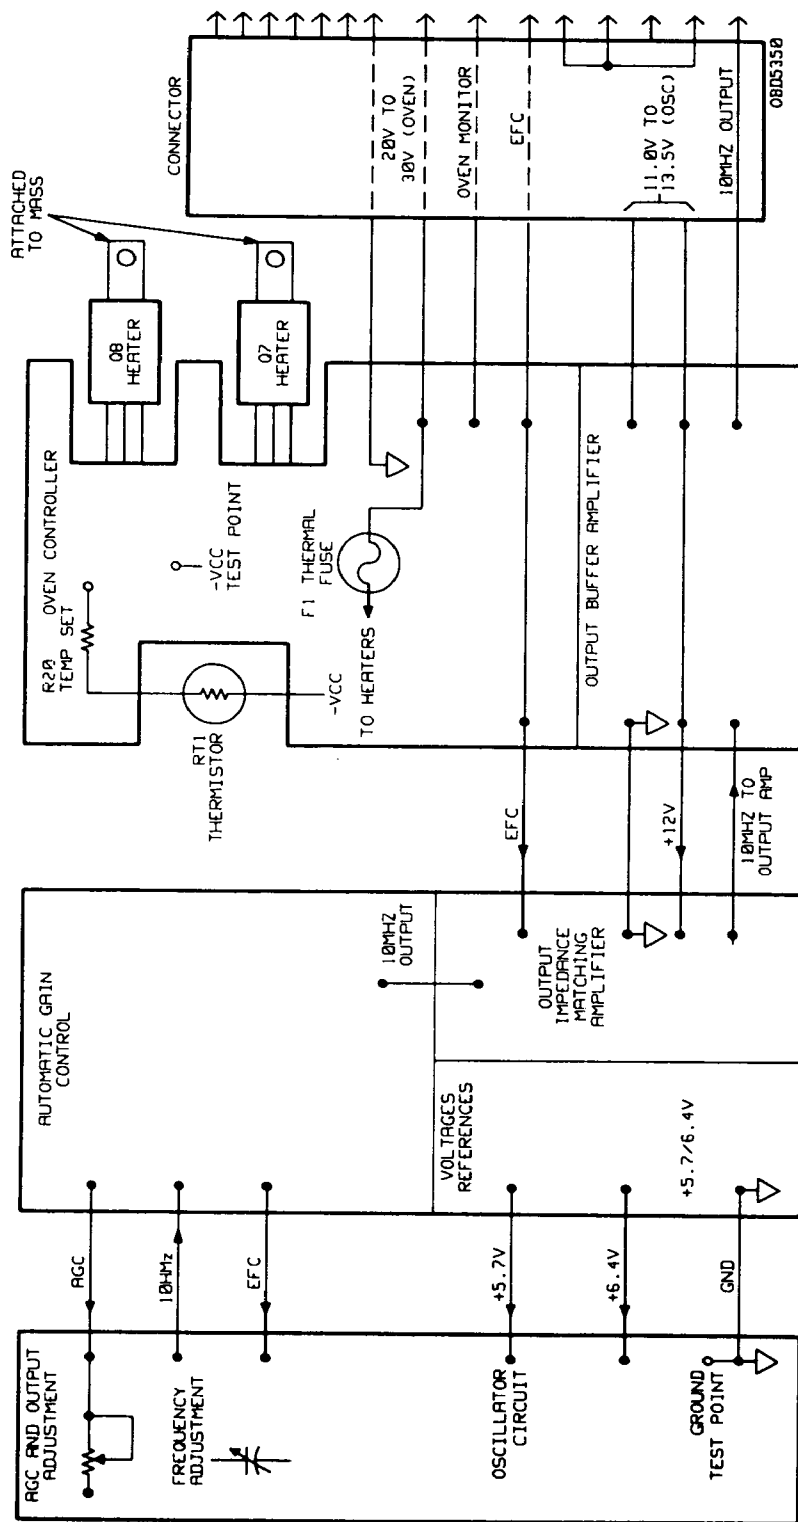 AGC AND OUTPUT
ADJUSTMENT
FREQUENCY
ADJUSTMENT
OSCILLATOR
CIRCUIT
GROUND
TEST POINT
AGC
10HMz
EFC
+5.7V
+6.4V
GND
AUTOMATIC GAIN
CONTROL
VOLTAGES
REFERENCES
+5.7/6.4V
10MHZ
OUTPUT
OUTPUT
IMPEDANCE
MATCHING
AMPLIFIER
EFC
+12V
10MHZ TO
OUTPUT AMP
RT1
THERMISTOR
R20
TEMP SET
OVEN CONTROLLER
-VCC
TEST POINT
-VCC
F1 THERMAL
FUSE
TO HEATERS
OUTPUT BUFFER AMPLIFIER
Q8
HEATER
Q7
HEATER
ATTACHED
TO MASS
CONNECTOR
20V TO
30V (OVEN)
OVEN MONITOR
EFC
11.0V TO
13.5V (OSC)
10MHZ OUTPUT
OBD5350